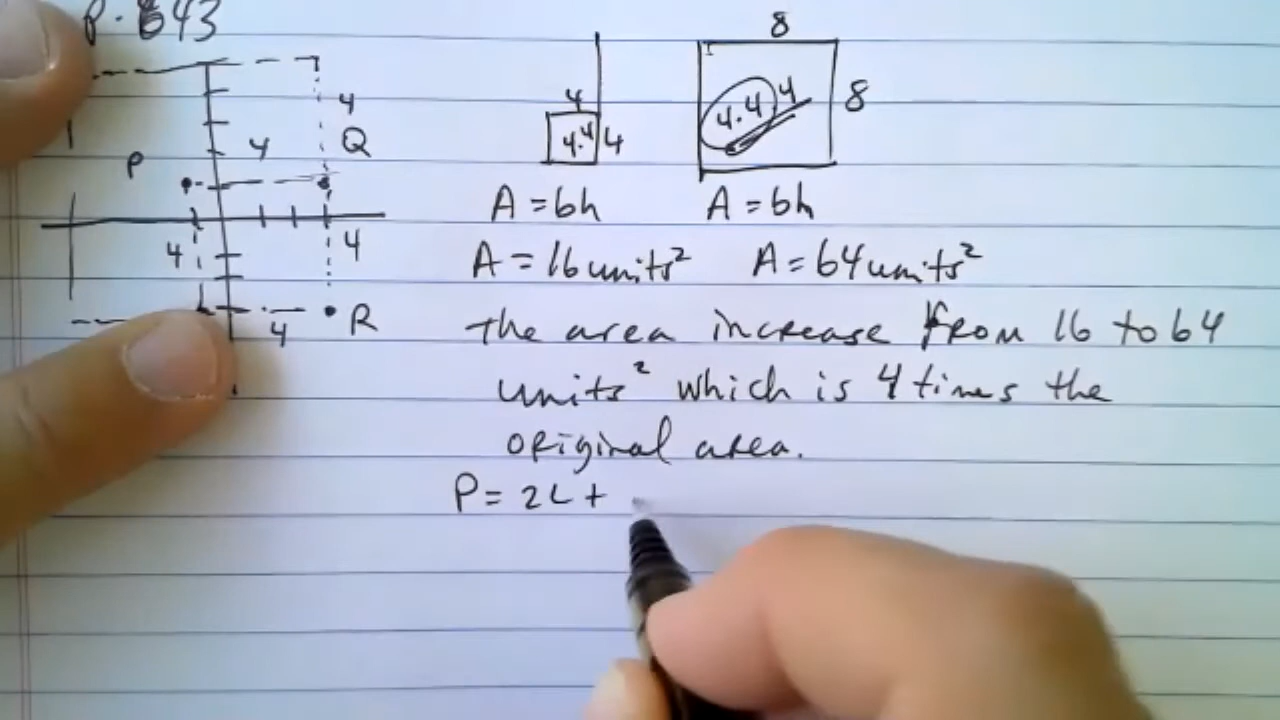 P. 643
4
Q
4
P
4
4
4
R
4
4.4
4
8
4.4
4
8
A = bh
A = bh
A = 16 units²
A = 64 units²
the area increase from 16 to 64
units² which is 4 times the
original area.
P = 2L +